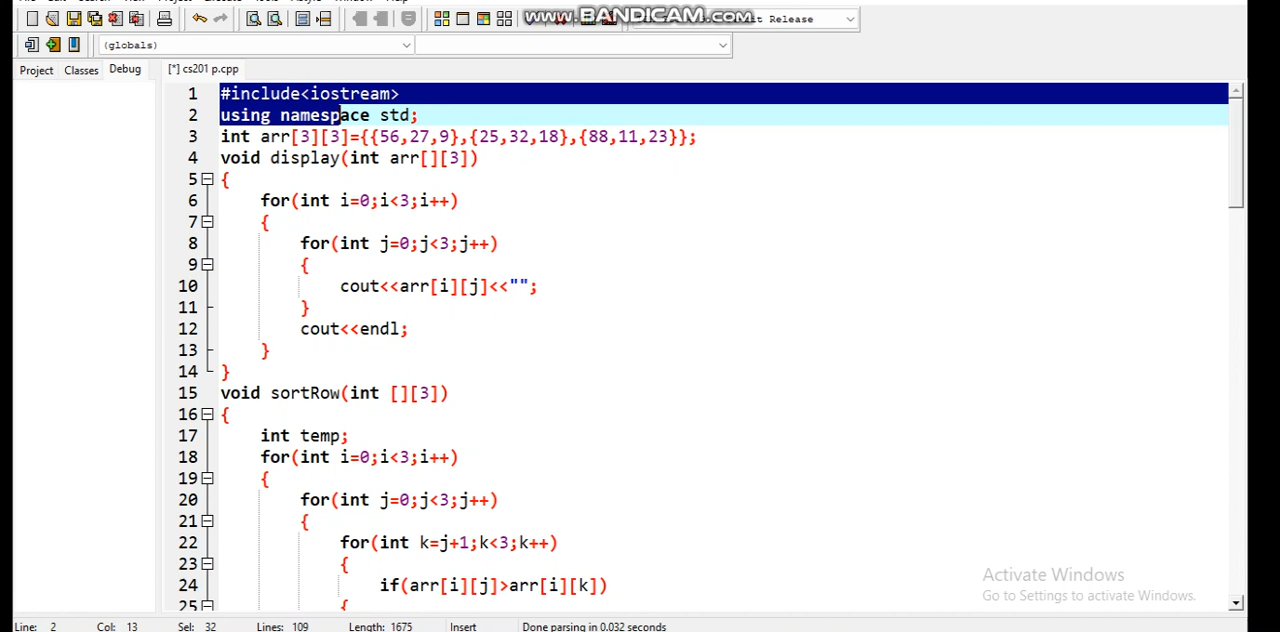 www.BANDICAM.com
t Release
(globals)
Project Classes Debug [*] cs201 p.cpp
1 #include<iostream>
2 using namespace std;
3 int arr[3][3]={{56,27,9},{25,32,18},{88,11,23}};
4 void display(int arr[][3])
5 {
6 for(int i=0;i<3;i++)
7 {
8 for(int j=0;j<3;j++)
9 {
10 cout<<arr[i][j]<<"";
11 }
12 cout<<endl;
13 }
14 }
15 void sortRow(int [][3])
16 {
17 int temp;
18 for(int i=0;i<3;i++)
19 {
20 for(int j=0;j<3;j++)
21 {
22 for(int k=j+1;k<3;k++)
23 {
24 if(arr[i][j]>arr[i][k])
25 {
Activate Windows
Go to Settings to activate Windows.
Line: 2 Col: 13 Sel: 32 Lines: 109 Length: 1675 Insert Done parsing in 0.032 seconds